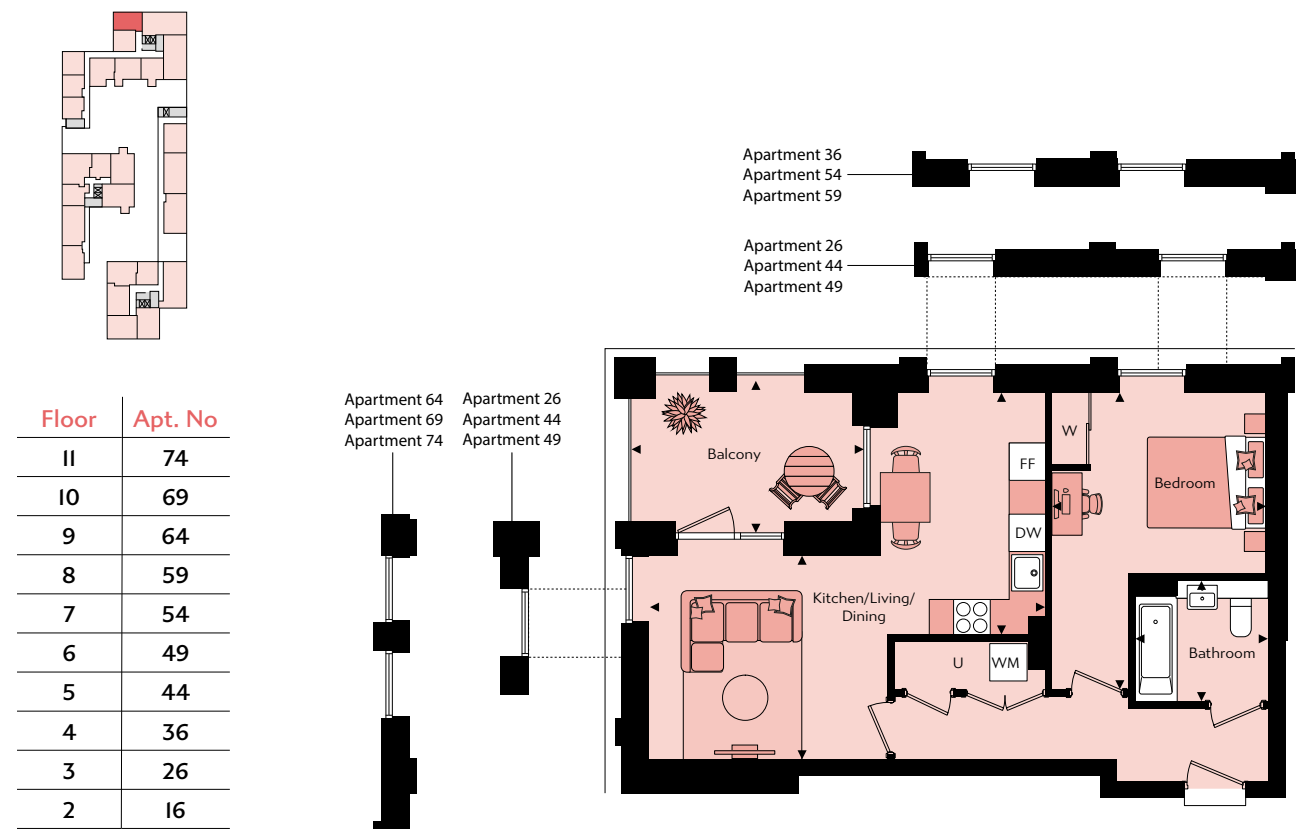 Apartment 36
Apartment 54
Apartment 59
Apartment 26
Apartment 44
Apartment 49
Apartment 64
Apartment 69
Apartment 74
Apartment 26
Apartment 44
Apartment 49
Floor Apt. No
11 74
10 69
9 64
8 59
7 54
6 49
5 44
4 36
3 26
2 16
Balcony
W
FF
Bedroom
DW
Kitchen/Living/
Dining
U
WM
Bathroom